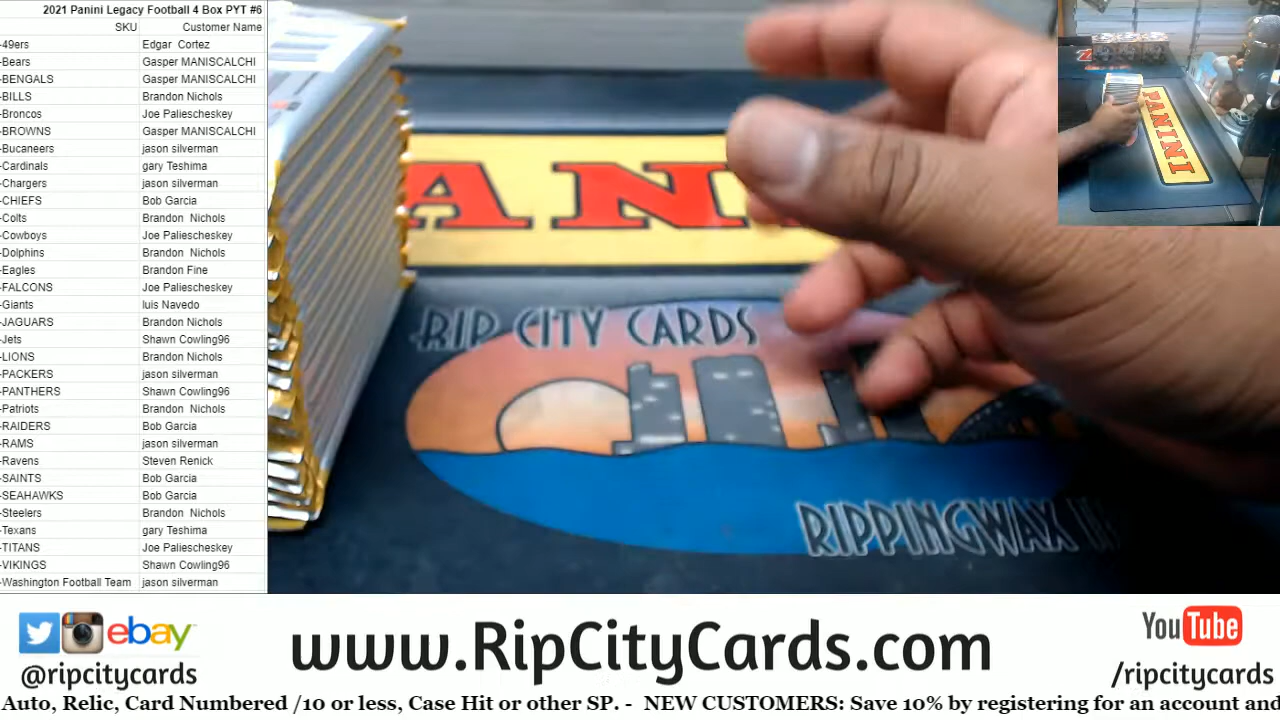 2021 Panini Legacy Football 4 Box PYT #6
SKU Customer Name
-49ers Edgar Cortez
-Bears Gasper MANISCALCHI
-BENGALS Gasper MANISCALCHI
-BILLS Brandon Nichols
-Broncos Joe Paliescheskey
-BROWNS Gasper MANISCALCHI
-Bucaneers jason silverman
-Cardinals gary Teshima
-Chargers jason silverman
-CHIEFS Bob Garcia
-Colts Brandon Nichols
-Cowboys Joe Paliescheskey
-Dolphins Brandon Nichols
-Eagles Brandon Fine
-FALCONS Joe Paliescheskey
-Giants luis Navedo
-JAGUARS Brandon Nichols
-Jets Shawn Cowling96
-LIONS Brandon Nichols
-PACKERS jason silverman
-PANTHERS Shawn Cowling96
-Patriots Brandon Nichols
-RAIDERS Bob Garcia
-RAMS jason silverman
-Ravens Steven Renick
-SAINTS Bob Garcia
-SEAHAWKS Bob Garcia
-Steelers Brandon Nichols
-Texans gary Teshima
-TITANS Joe Paliescheskey
-VIKINGS Shawn Cowling96
-Washington Football Team jason silverman
PANINI
AN
RIP CITY CARDS
RIPPINGWAX
ebay
@ripcitycards
www.RipCityCards.com
YouTube
/ripcitycards
Auto, Relic, Card Numbered /10 or less, Case Hit or other SP. - NEW CUSTOMERS: Save 10% by registering for an account and